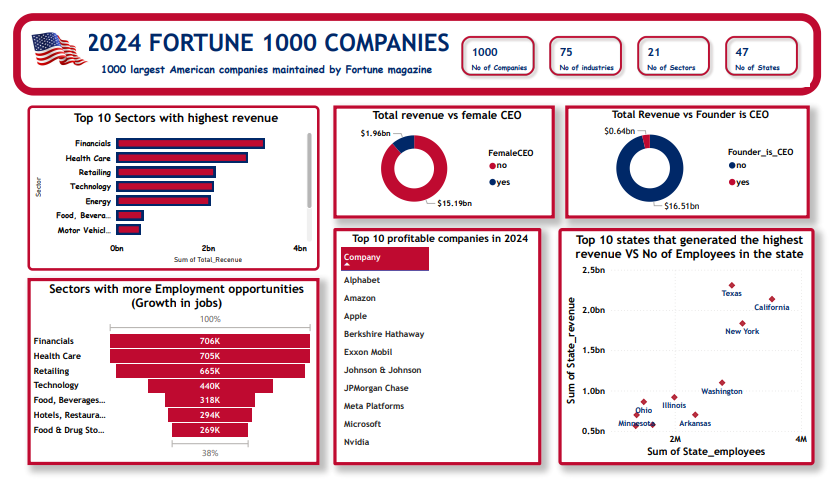 2024 FORTUNE 1000 COMPANIES
1000 largest American companies maintained by Fortune magazine
1000
No of Companies
75
No of industries
21
No of Sectors
47
No of States
Top 10 Sectors with highest revenue
Sector
Financials
Health Care
Retailing
Technology
Energy
Food, Bevera...
Motor Vehicl...
0bn 2bn 4bn
Sum of Total_Recenue
Total revenue vs female CEO
$1.96bn
$15.19bn
FemaleCEO
no
yes
Total Revenue vs Founder is CEO
$0.64bn
$16.51bn
Founder_is_CEO
no
yes
Sectors with more Employment opportunities
(Growth in jobs)
100%
Financials 706K
Health Care 705K
Retailing 665K
Technology 440K
Food, Beverages... 318K
Hotels, Restaura... 294K
Food & Drug Sto... 269K
38%
Top 10 profitable companies in 2024
Company
Alphabet
Amazon
Apple
Berkshire Hathaway
Exxon Mobil
Johnson & Johnson
JPMorgan Chase
Meta Platforms
Microsoft
Nvidia
Top 10 states that generated the highest
revenue VS No of Employees in the state
Sum of State_revenue
2.5bn
2.0bn
1.5bn
1.0bn
0.5bn
Texas
California
New York
Washington
Illinois
Ohio
Arkansas
Minnesota
2M 4M
Sum of State_employees